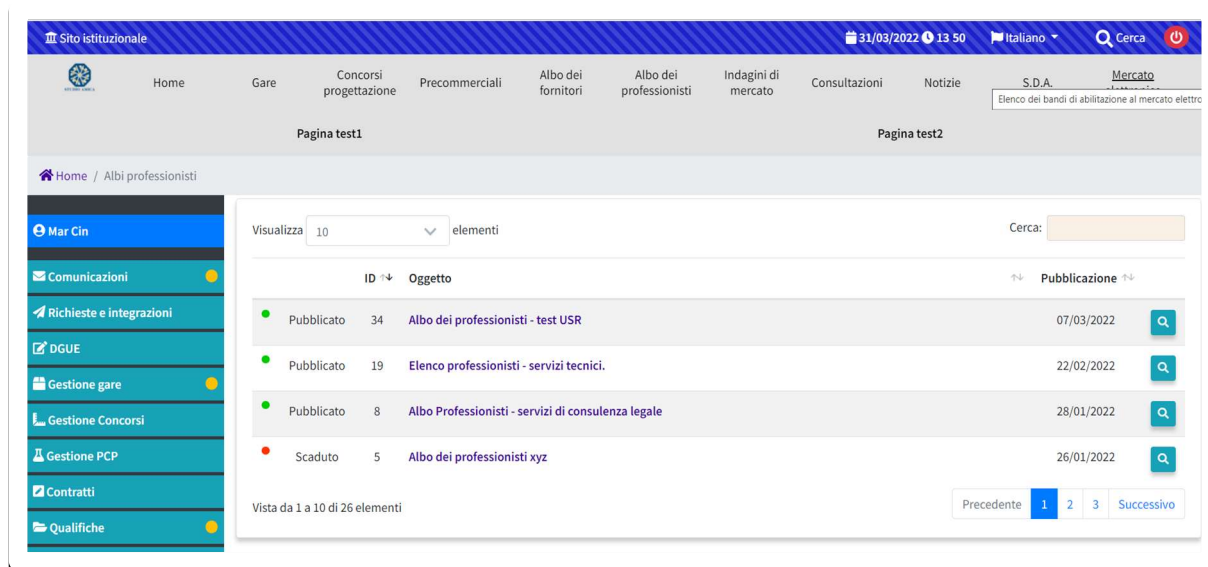 Sito istituzionale 31/03/2022 13 50 Italiano Cerca
Home Gare Concorsi progettazione Precommerciali Albo dei fornitori Albo dei professionisti Indagini di mercato Consultazioni Notizie S.D.A. Mercato
Elenco dei bandi di abilitazione al mercato elettro
Pagina test1 Pagina test2
Home / Albi professionisti
Mar Cin
Comunicazioni
Richieste e integrazioni
DGUE
Gestione gare
Gestione Concorsi
Gestione PCP
Contratti
Qualifiche
Visualizza 10 elementi Cerca:
ID Oggetto Pubblicazione
Pubblicato 34 Albo dei professionisti - test USR 07/03/2022
Pubblicato 19 Elenco professionisti - servizi tecnici. 22/02/2022
Pubblicato 8 Albo Professionisti - servizi di consulenza legale 28/01/2022
Scaduto 5 Albo dei professionisti xyz 26/01/2022
Vista da 1 a 10 di 26 elementi Precedente 1 2 3 Successivo